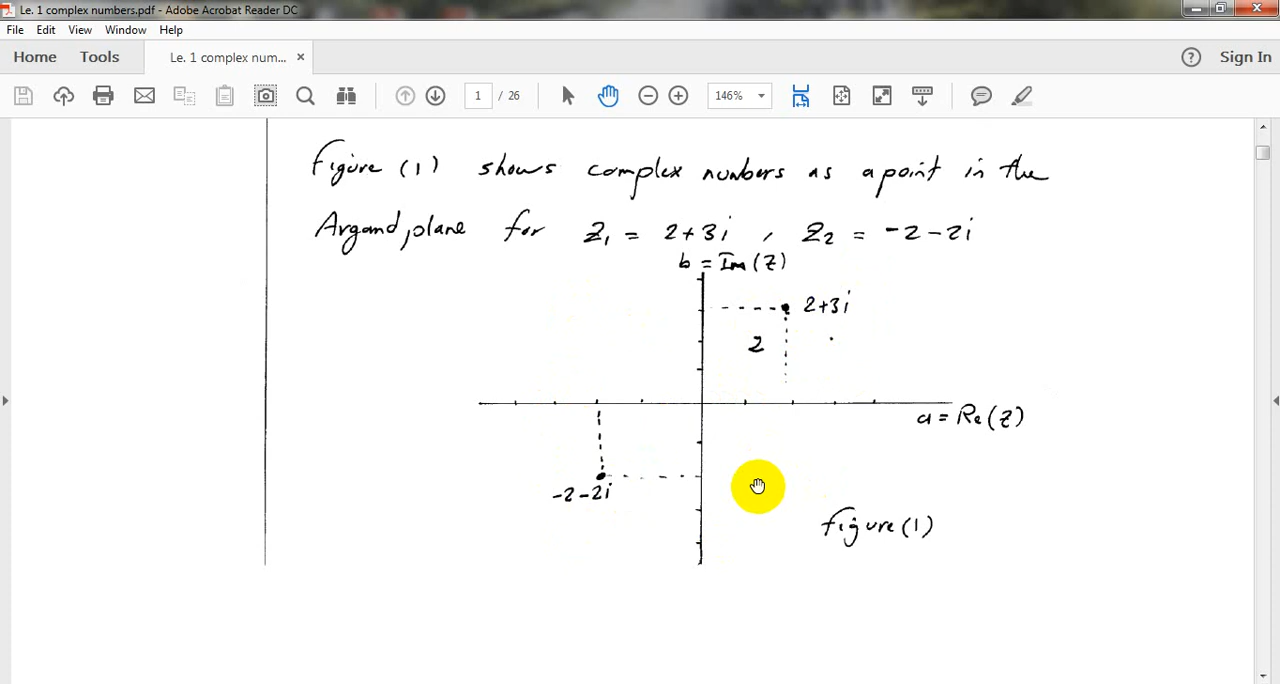 Le. 1 complex numbers.pdf - Adobe Acrobat Reader DC
File Edit View Window Help
Home Tools Le. 1 complex num... × ? Sign In
1 / 26 146%
Figure (1) shows complex numbers as a point in the
Argand, plane for Z1 = 2+3i , Z2 = -2-2i
b = Im(Z)
2+3i
2
a = Re(Z)
-2-2i
figure(1)